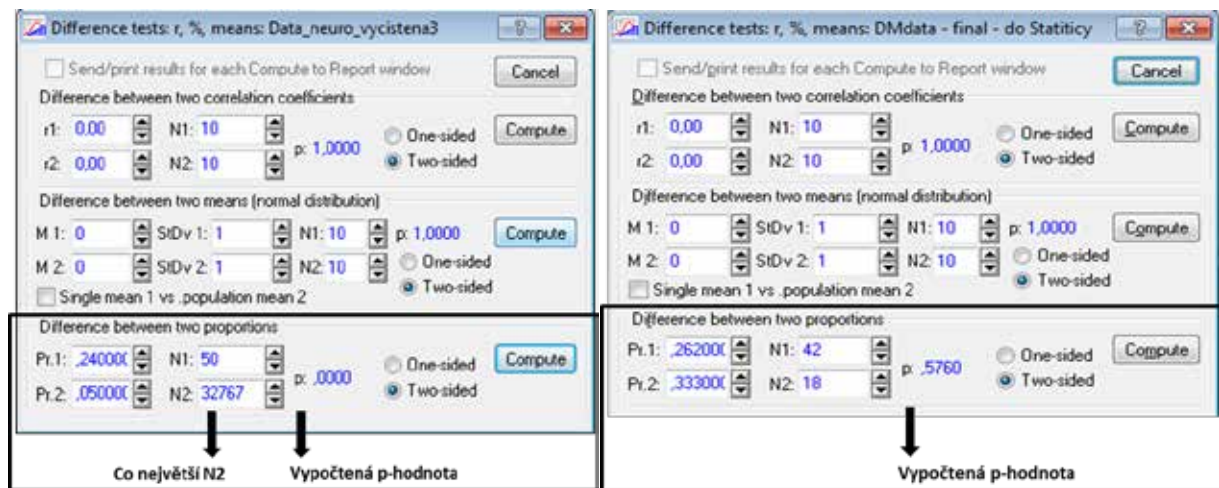 Difference tests: r, %, means: Data_neuro_vycistena3
Send/print results for each Compute to Report window
Cancel
Difference between two correlation coefficients
r1: 0,00 N1: 10
r2: 0,00 N2: 10
p: 1,0000
One-sided
Two-sided
Compute
Difference between two means (normal distribution)
M 1: 0 StDv 1: 1 N1: 10 p: 1,0000
M 2: 0 StDv 2: 1 N2: 10
One-sided
Two-sided
Compute
Single mean 1 vs .population mean 2
Difference between two proportions
Pr.1: ,240000 N1: 50
Pr.2: ,050000 N2: 32767
p: ,0000
One-sided
Two-sided
Compute
Co největší N2
Vypočtená p-hodnota
Difference tests: r, %, means: DMdata - final - do Statiticy
Send/print results for each Compute to Report window
Cancel
Difference between two correlation coefficients
r1: 0,00 N1: 10
r2: 0,00 N2: 10
p: 1,0000
One-sided
Two-sided
Compute
Difference between two means (normal distribution)
M 1: 0 StDv 1: 1 N1: 10 p: 1,0000
M 2: 0 StDv 2: 1 N2: 10
One-sided
Two-sided
Compute
Single mean 1 vs .population mean 2
Difference between two proportions
Pr.1: ,262000 N1: 42
Pr.2: ,333000 N2: 18
p: ,5760
One-sided
Two-sided
Compute
Vypočtená p-hodnota